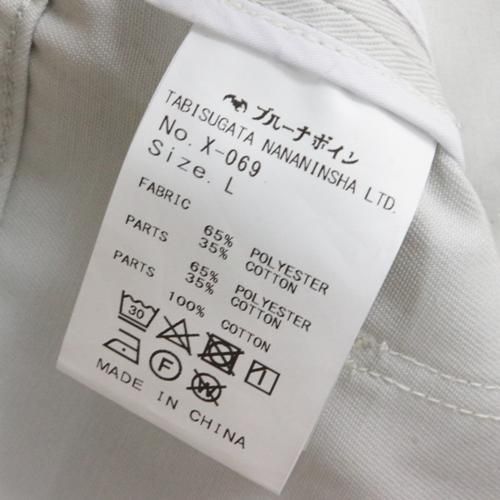 ブルーナボイン
TABISUGATA NANANINSHA LTD.
No. X-069
Size. L
FABRIC
65% POLYESTER
35% COTTON
PARTS
65% POLYESTER
35% COTTON
PARTS
100% COTTON
30
F
W
MADE IN CHINA